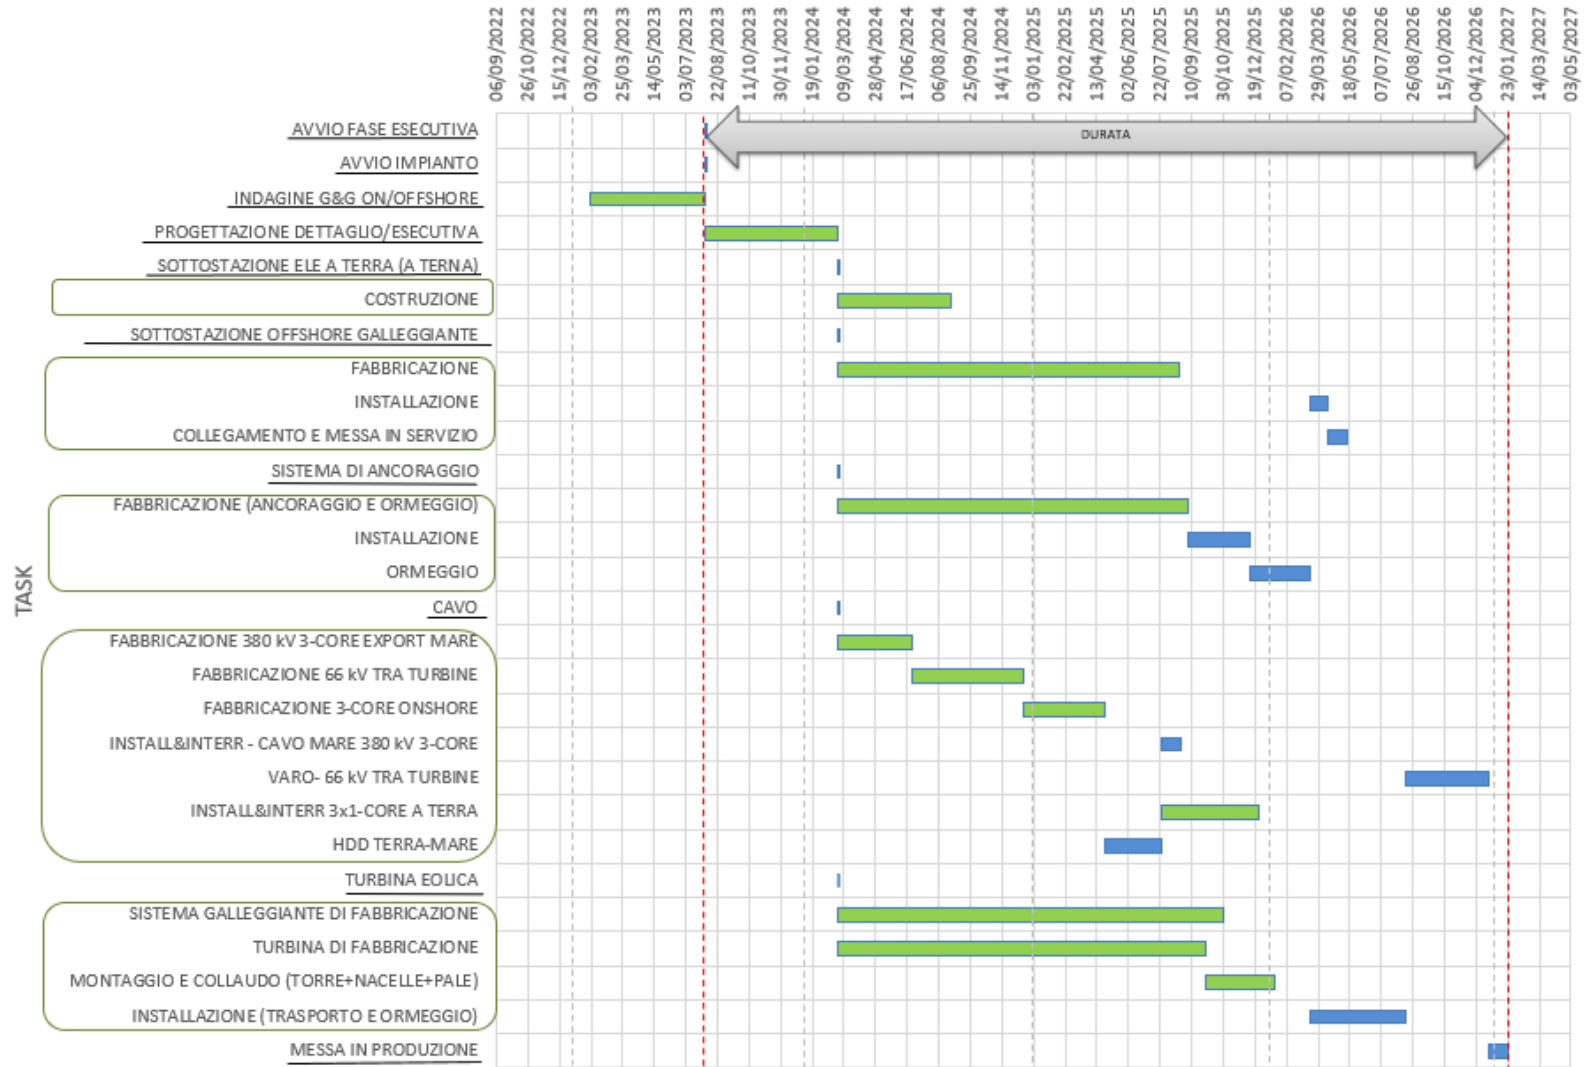 06/09/2022
26/10/2022
15/12/2022
03/02/2023
25/03/2023
14/05/2023
03/07/2023
22/08/2023
11/10/2023
30/11/2023
19/01/2024
09/03/2024
28/04/2024
17/06/2024
06/08/2024
25/09/2024
14/11/2024
03/01/2025
22/02/2025
13/04/2025
02/06/2025
22/07/2025
10/09/2025
30/10/2025
19/12/2025
07/02/2026
29/03/2026
18/05/2026
07/07/2026
26/08/2026
15/10/2026
04/12/2026
23/01/2027
14/03/2027
03/05/2027
AVVIO FASE ESECUTIVA
DURATA
AVVIO IMPIANTO
INDAGINE G&G ON/OFFSHORE
PROGETTAZIONE DETTAGLIO/ESECUTIVA
SOTTOSTAZIONE ELE A TERRA (A TERNA)
COSTRUZIONE
SOTTOSTAZIONE OFFSHORE GALLEGGIANTE
FABBRICAZIONE
INSTALLAZIONE
COLLEGAMENTO E MESSA IN SERVIZIO
SISTEMA DI ANCORAGGIO
FABBRICAZIONE (ANCORAGGIO E ORMEGGIO)
INSTALLAZIONE
ORMEGGIO
TASK
CAVO
FABBRICAZIONE 380 kV 3-CORE EXPORT MARE
FABBRICAZIONE 66 kV TRA TURBINE
FABBRICAZIONE 3-CORE ONSHORE
INSTALL&INTERR - CAVO MARE 380 kV 3-CORE
VARO- 66 kV TRA TURBINE
INSTALL&INTERR 3x1-CORE A TERRA
HDD TERRA-MARE
TURBINA EOLICA
SISTEMA GALLEGGIANTE DI FABBRICAZIONE
TURBINA DI FABBRICAZIONE
MONTAGGIO E COLLAUDO (TORRE+NACELLE+PALE)
INSTALLAZIONE (TRASPORTO E ORMEGGIO)
MESSA IN PRODUZIONE